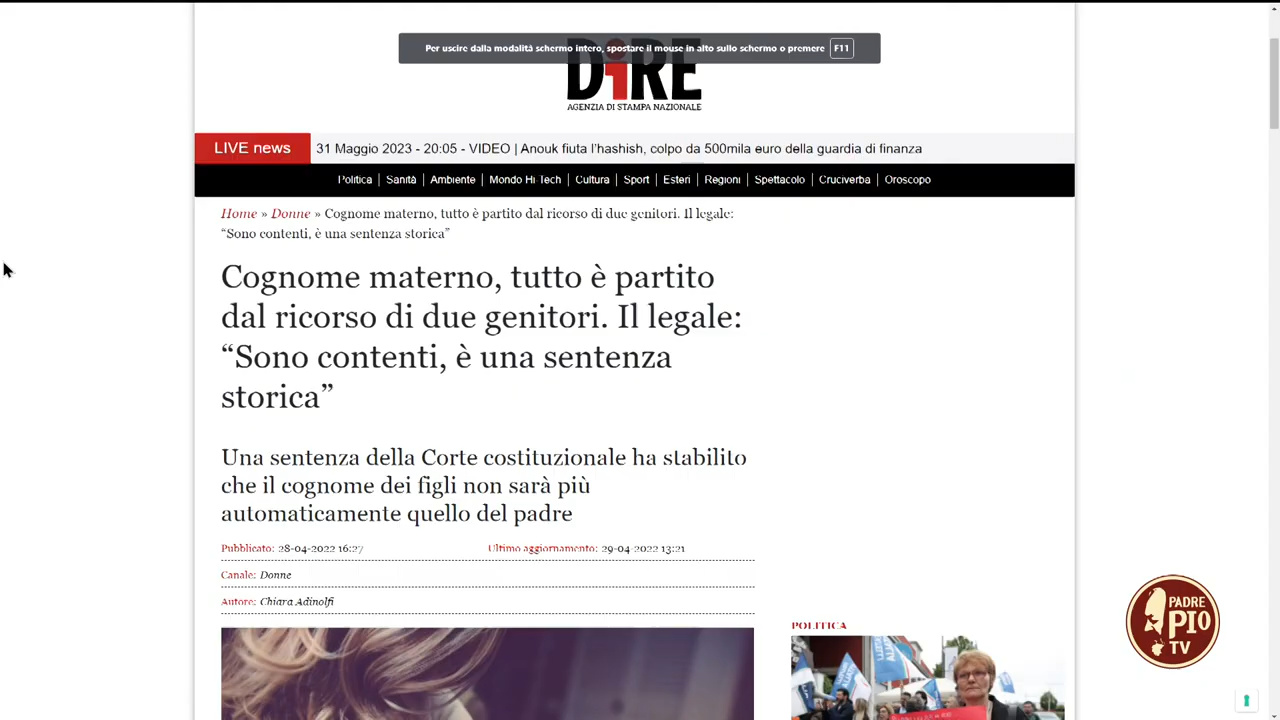 Per uscire dalla modalità schermo intero, spostare il mouse in alto sullo schermo o premere F11
DiRE
AGENZIA DI STAMPA NAZIONALE
LIVE news 31 Maggio 2023 - 20:05 - VIDEO | Anouk fiuta l'hashish, colpo da 500mila euro della guardia di finanza
Politica Sanità Ambiente Mondo Hi-Tech Cultura Sport Esteri Regioni Spettacolo Cruciverba Oroscopo
Home » Donne » Cognome materno, tutto è partito dal ricorso di due genitori. Il legale:
“Sono contenti, è una sentenza storica”
Cognome materno, tutto è partito
dal ricorso di due genitori. Il legale:
“Sono contenti, è una sentenza
storica”
Una sentenza della Corte costituzionale ha stabilito
che il cognome dei figli non sarà più
automaticamente quello del padre
Pubblicato: 28-04-2022 16:27 Ultimo aggiornamento: 29-04-2022 13:21
Canale: Donne
Autore: Chiara Adinolfi
POLITICA
PADRE
PIO
TV